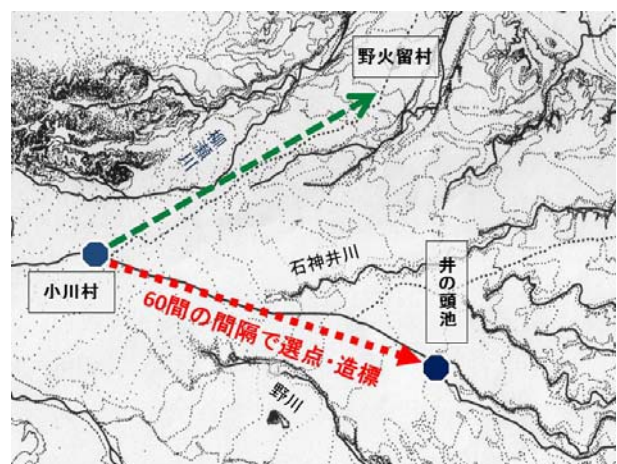 野火留村
柳瀬川
石神井川
井の頭池
小川村
60間の間隔で選点・造標
野川